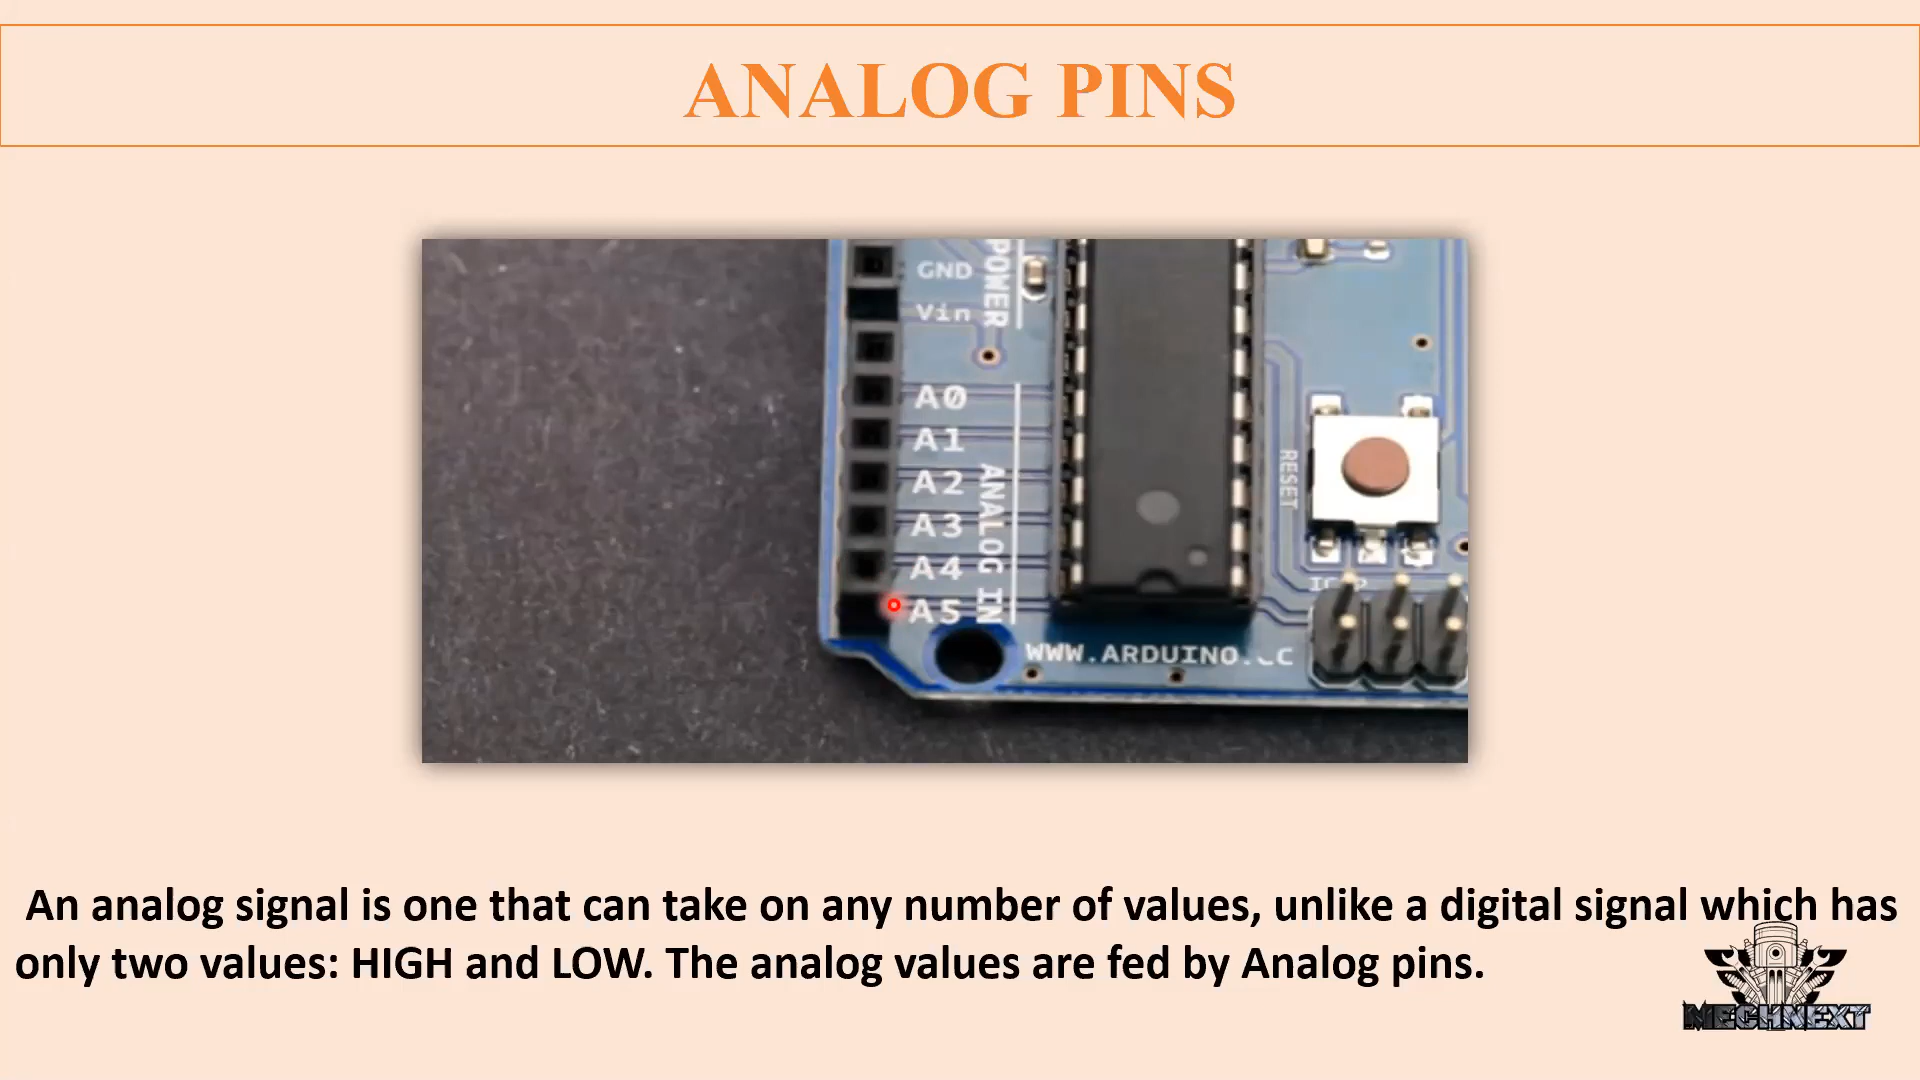 ANALOG PINS
GND
Vin
POWER
A0
A1
A2
A3
A4
A5
ANALOG IN
RESET
WWW.ARDUINO.CC
An analog signal is one that can take on any number of values, unlike a digital signal which has
only two values: HIGH and LOW. The analog values are fed by Analog pins.
MECHNEXT